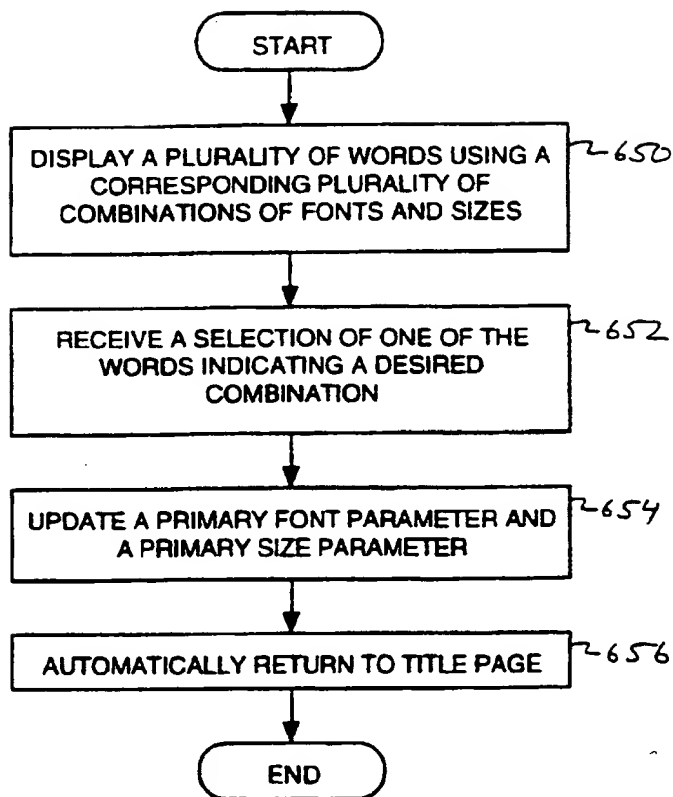 START
DISPLAY A PLURALITY OF WORDS USING A
CORRESPONDING PLURALITY OF
COMBINATIONS OF FONTS AND SIZES
650
RECEIVE A SELECTION OF ONE OF THE
WORDS INDICATING A DESIRED
COMBINATION
652
UPDATE A PRIMARY FONT PARAMETER AND
A PRIMARY SIZE PARAMETER
654
AUTOMATICALLY RETURN TO TITLE PAGE
656
END